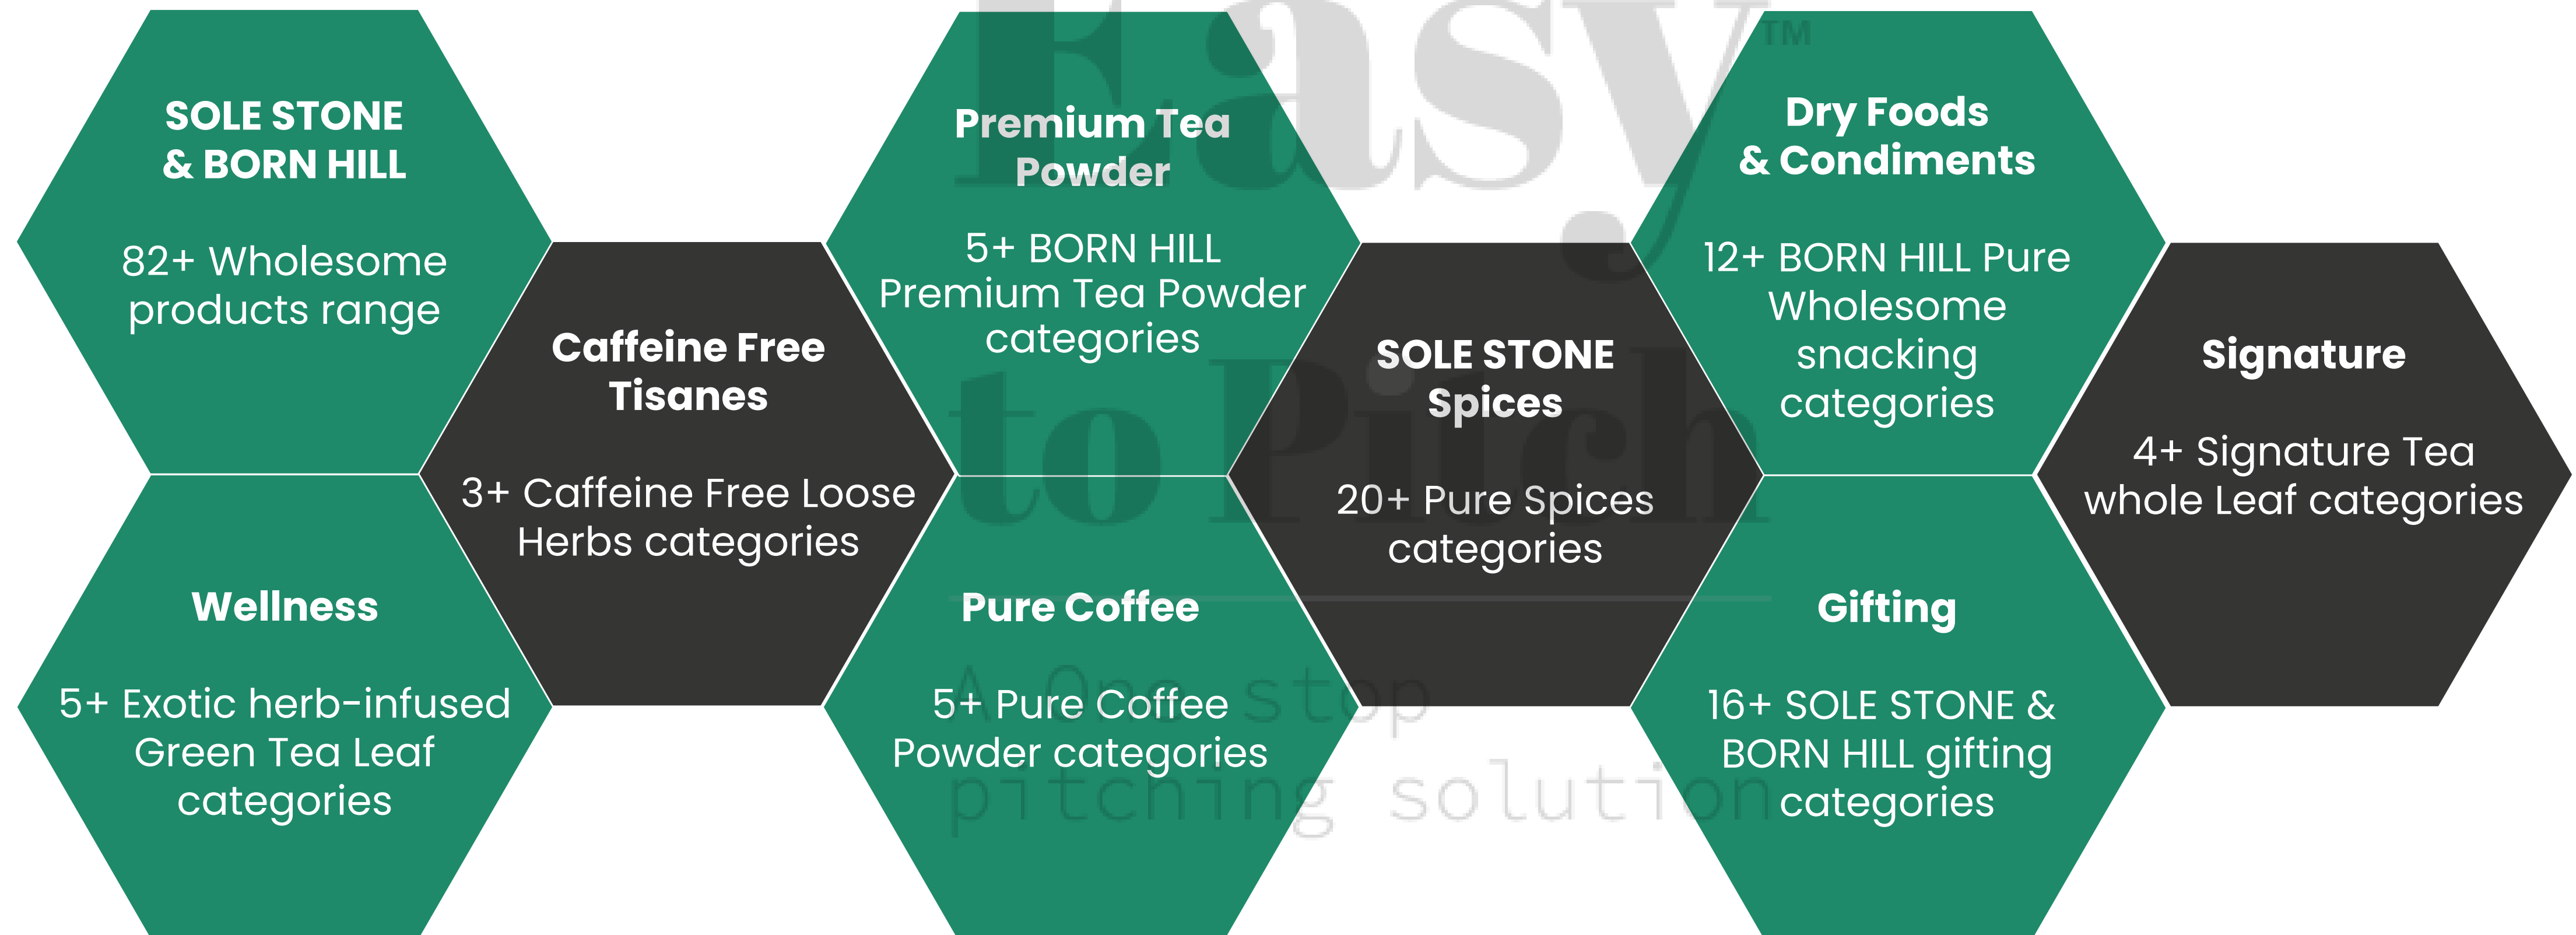 SOLE STONE
& BORN HILL
82+ Wholesome
products range
Wellness
5+ Exotic herb-infused
Green Tea Leaf
categories
Caffeine Free
Tisanes
3+ Caffeine Free Loose
Herbs categories
Premium Tea
Powder
5+ BORN HILL
Premium Tea Powder
categories
Pure Coffee
5+ Pure Coffee
Powder categories
SOLE STONE
Spices
20+ Pure Spices
categories
Dry Foods
& Condiments
12+ BORN HILL Pure
Wholesome
snacking
categories
Gifting
16+ SOLE STONE &
BORN HILL gifting
categories
Signature
4+ Signature Tea
whole Leaf categories
Easy™
to Pitch
A One stop
pitching solution